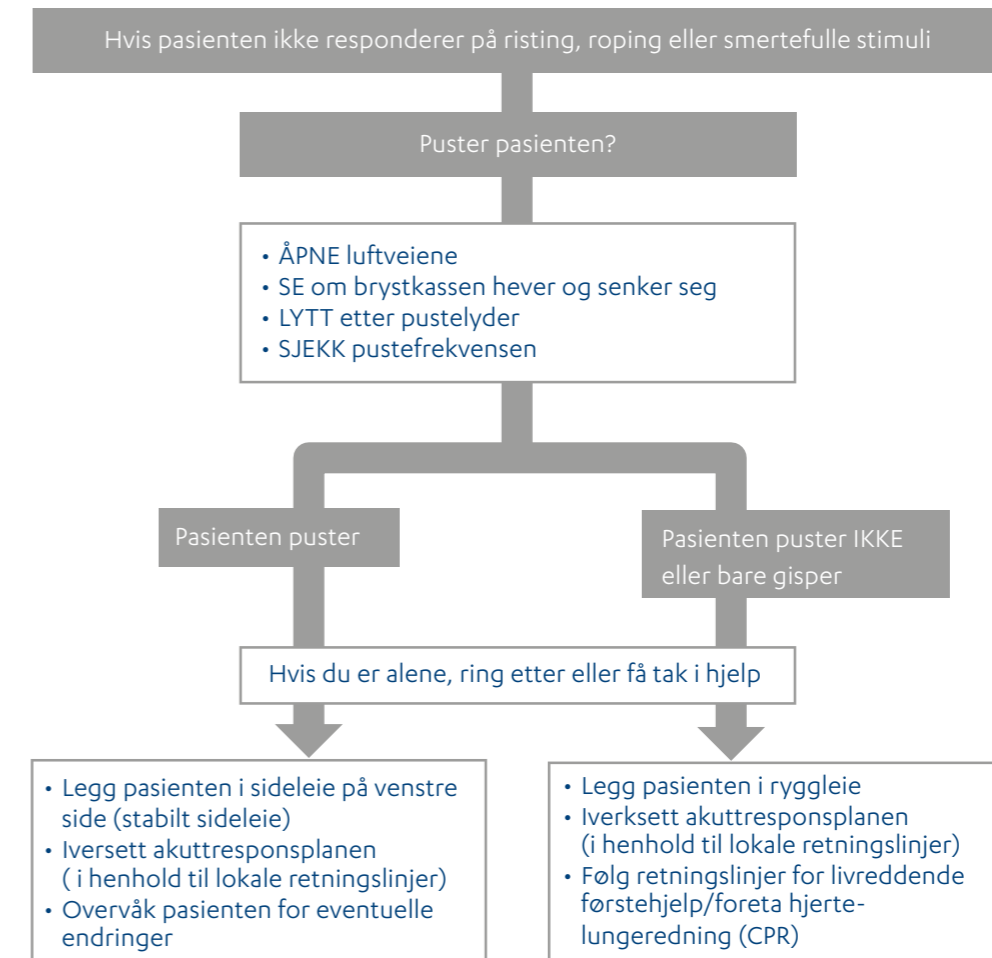 Hvis pasienten ikke responderer på risting, roping eller smertefulle stimuli
Puster pasienten?
• ÅPNE luftveiene
• SE om brystkassen hever og senker seg
• LYTT etter pustelyder
• SJEKK pustefrekvensen
Pasienten puster
Pasienten puster IKKE
eller bare gisper
Hvis du er alene, ring etter eller få tak i hjelp
• Legg pasienten i sideleie på venstre
side (stabilt sideleie)
• Iversett akuttresponsplanen
( i henhold til lokale retningslinjer)
• Overvåk pasienten for eventuelle
endringer
• Legg pasienten i ryggleie
• Iverksett akuttresponsplanen
(i henhold til lokale retningslinjer)
• Følg retningslinjer for livreddende
førstehjelp/foreta hjerte-
lungeredning (CPR)